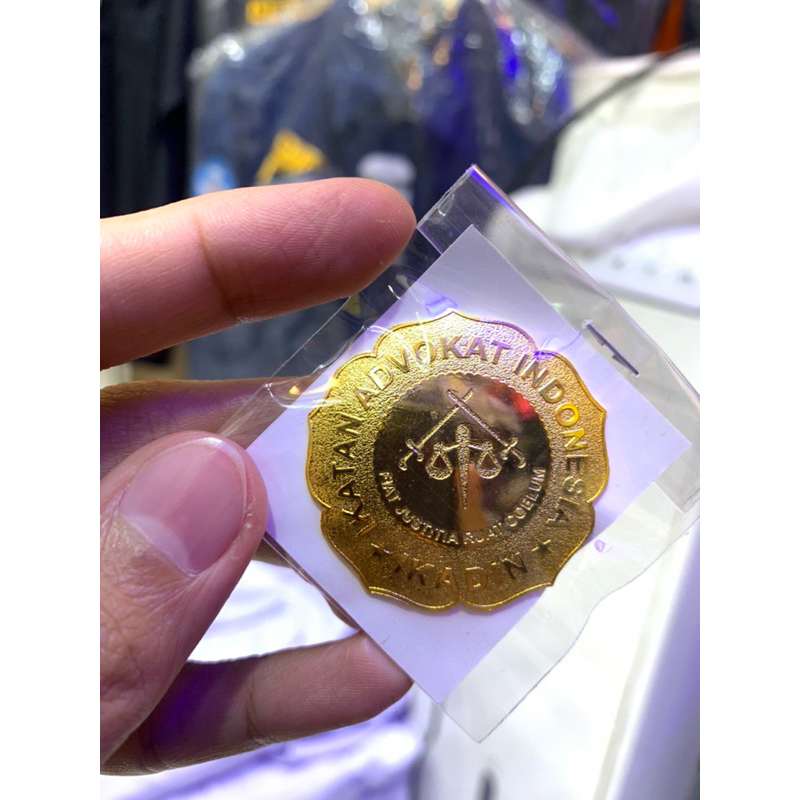 IKATAN ADVOKAT INDONESIA
FIAT JUSTITIA RUAT COELUM
IKADIN